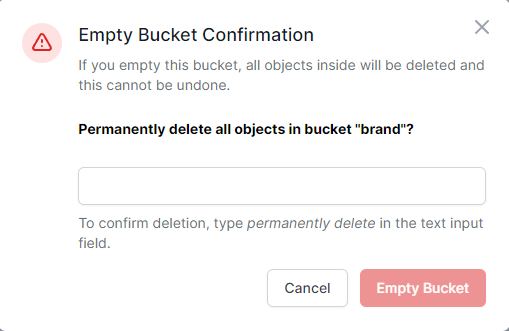 Empty Bucket Confirmation
If you empty this bucket, all objects inside will be deleted and
this cannot be undone.
Permanently delete all objects in bucket "brand"?
To confirm deletion, type permanently delete in the text input
field.
Cancel
Empty Bucket